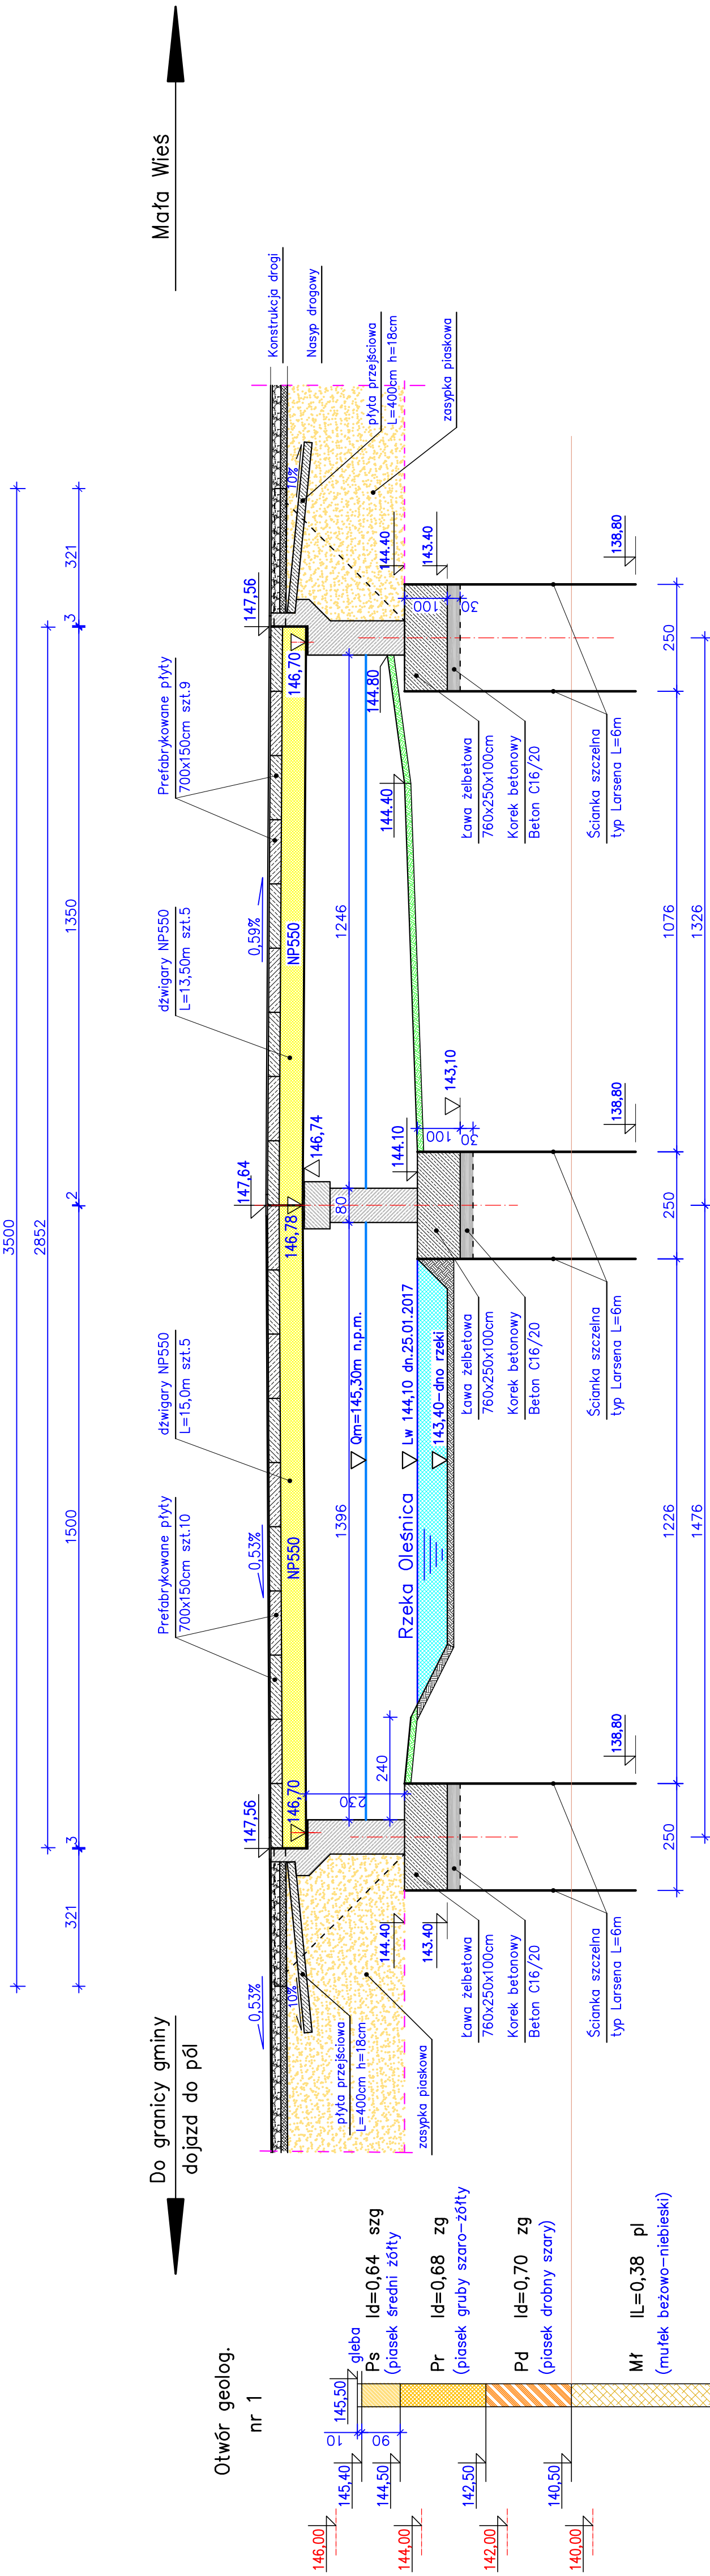 Do granicy gminy
dojazd do pól
Mała Wieś
3500
2852
321
3
1500
2
1350
3
321
Prefabrykowane płyty
700x150cm szt.10
dźwigary NP550
L=15,0m szt.5
dźwigary NP550
L=13,50m szt.5
Prefabrykowane płyty
700x150cm szt.9
0,53%
147,56
0,53%
147,64
0,59%
147,56
Konstrukcja drogi
Nasyp drogowy
10%
146,70
NP550
146,78
146,74
NP550
146,70
10%
płyta przejściowa
L=400cm h=18cm
zasypka piaskowa
230
240
1396
Qm=145,30m n.p.m.
80
1246
płyta przejściowa
L=400cm h=18cm
zasypka piaskowa
Rzeka Oleśnica
Lw 144,10 dn.25.01.2017
143,40-dno rzeki
144.40
143.40
144.10
143,10
100
30
144.40
144.80
144.40
143.40
100
30
Ława żelbetowa
760x250x100cm
Korek betonowy
Beton C16/20
Ława żelbetowa
760x250x100cm
Korek betonowy
Beton C16/20
Ława żelbetowa
760x250x100cm
Korek betonowy
Beton C16/20
Ścianka szczelna
typ Larsena L=6m
138,80
Ścianka szczelna
typ Larsena L=6m
138,80
Ścianka szczelna
typ Larsena L=6m
138,80
250
1226
250
1076
250
1476
1326
Otwór geolog.
nr 1
146,00
144,00
142,00
140,00
145,40
144,50
142,50
140,50
10
90
145,50
gleba
Ps Id=0,64 szg
(piasek średni żółty
Pr Id=0,68 zg
(piasek gruby szaro-żółty
Pd Id=0,70 zg
(piasek drobny szary)
Mł IL=0,38 pl
(mułek beżowo-niebieski)